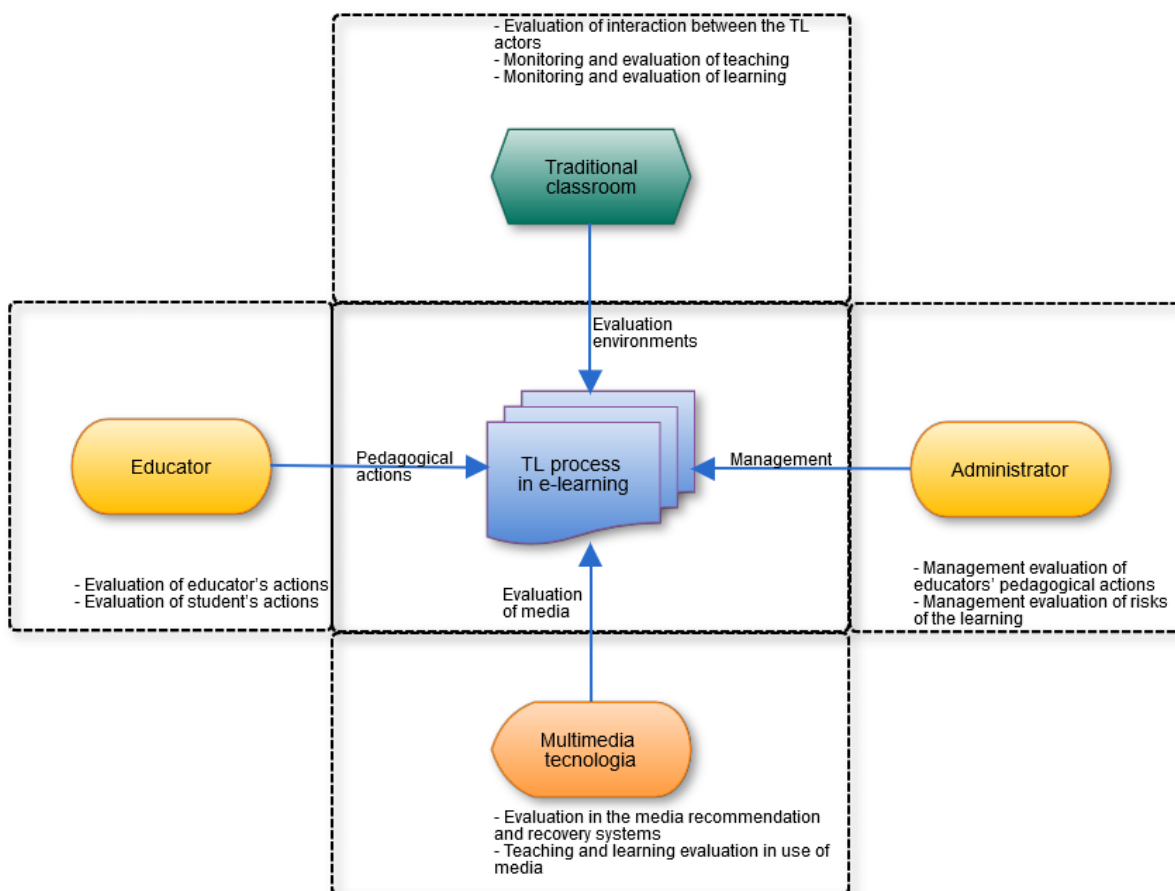 - Evaluation of interaction between the TL
actors
- Monitoring and evaluation of teaching
- Monitoring and evaluation of learning
Traditional
classroom
Evaluation
environments
Educator
Pedagogical
actions
TL process
in e-learning
Management
Administrator
- Evaluation of educator's actions
- Evaluation of student's actions
Evaluation
of media
- Management evaluation of
educators' pedagogical actions
- Management evaluation of risks
of the learning
Multimedia
tecnologia
- Evaluation in the media recommendation
and recovery systems
- Teaching and learning evaluation in use of
media